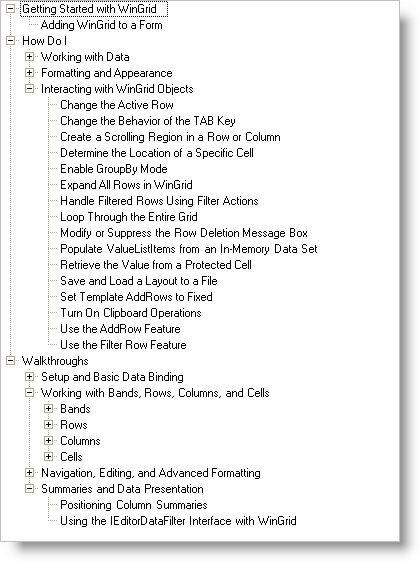 Getting Started with WinGrid
Adding WinGrid to a Form
How Do I
Working with Data
Formatting and Appearance
Interacting with WinGrid Objects
Change the Active Row
Change the Behavior of the TAB Key
Create a Scrolling Region in a Row or Column
Determine the Location of a Specific Cell
Enable GroupBy Mode
Expand All Rows in WinGrid
Handle Filtered Rows Using Filter Actions
Loop Through the Entire Grid
Modify or Suppress the Row Deletion Message Box
Populate ValueListItems from an In-Memory Data Set
Retrieve the Value from a Protected Cell
Save and Load a Layout to a File
Set Template AddRows to Fixed
Turn On Clipboard Operations
Use the AddRow Feature
Use the Filter Row Feature
Walkthroughs
Setup and Basic Data Binding
Working with Bands, Rows, Columns, and Cells
Bands
Rows
Columns
Cells
Navigation, Editing, and Advanced Formatting
Summaries and Data Presentation
Positioning Column Summaries
Using the IEditorDataFilter Interface with WinGrid